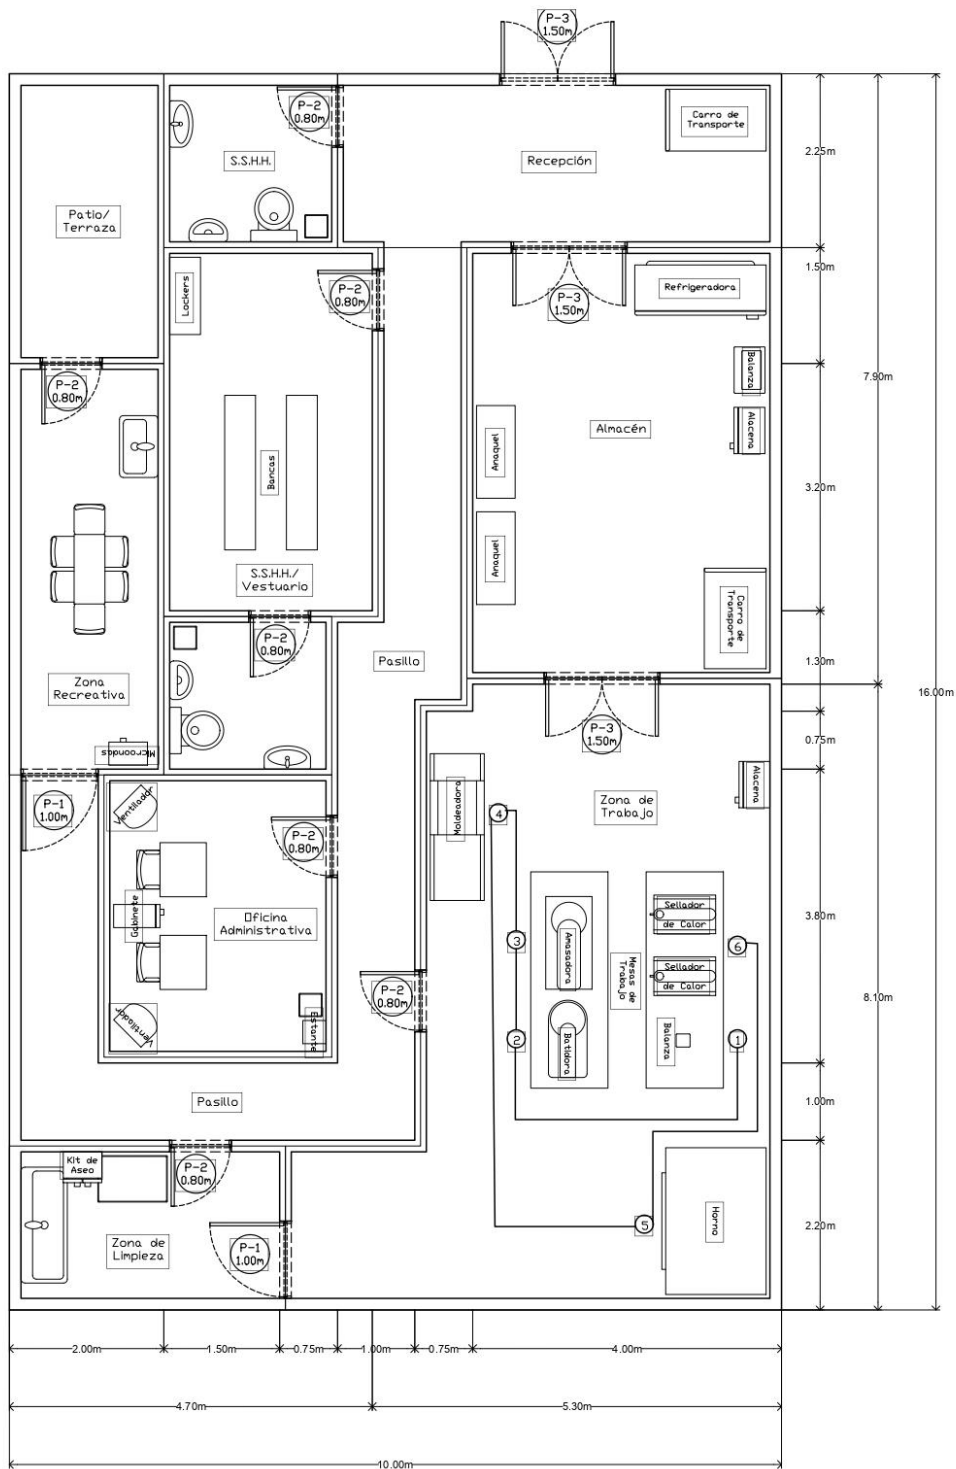 P-3
1.50m
P-2
0.80m
Carro de
Transporte
S.S.H.H.
Recepción
2.25m
Patio/
Terraza
1.50m
Lockers
P-2
0.80m
P-3
1.50m
Refrigeradora
P-2
0.80m
Balanza
7.90m
Alacena
Almacén
Anaquel
Bancas
3.20m
Anaquel
S.S.H.H./
Vestuario
Carro de
Transporte
P-2
0.80m
Pasillo
1.30m
Zona
Recreativa
16.00m
P-3
1.50m
0.75m
Microondas
Alacena
P-1
1.00m
Ventilador
Moldeadora
Zona de
Trabajo
4
P-2
0.80m
Gabinete
Oficina
Administrativa
Sellador
de Calor
3.80m
3
Amasadora
Mesas de
Trabajo
6
Sellador
de Calor
P-2
0.80m
8.10m
Ventilador
Estante
2
Batidora
Balanza
1
Pasillo
1.00m
Kit de
Aseo
P-2
0.80m
Zona de
Limpieza
P-1
1.00m
5
Horno
2.20m
2.00m
1.50m
0.75m
1.00m
0.75m
4.00m
4.70m
5.30m
10.00m